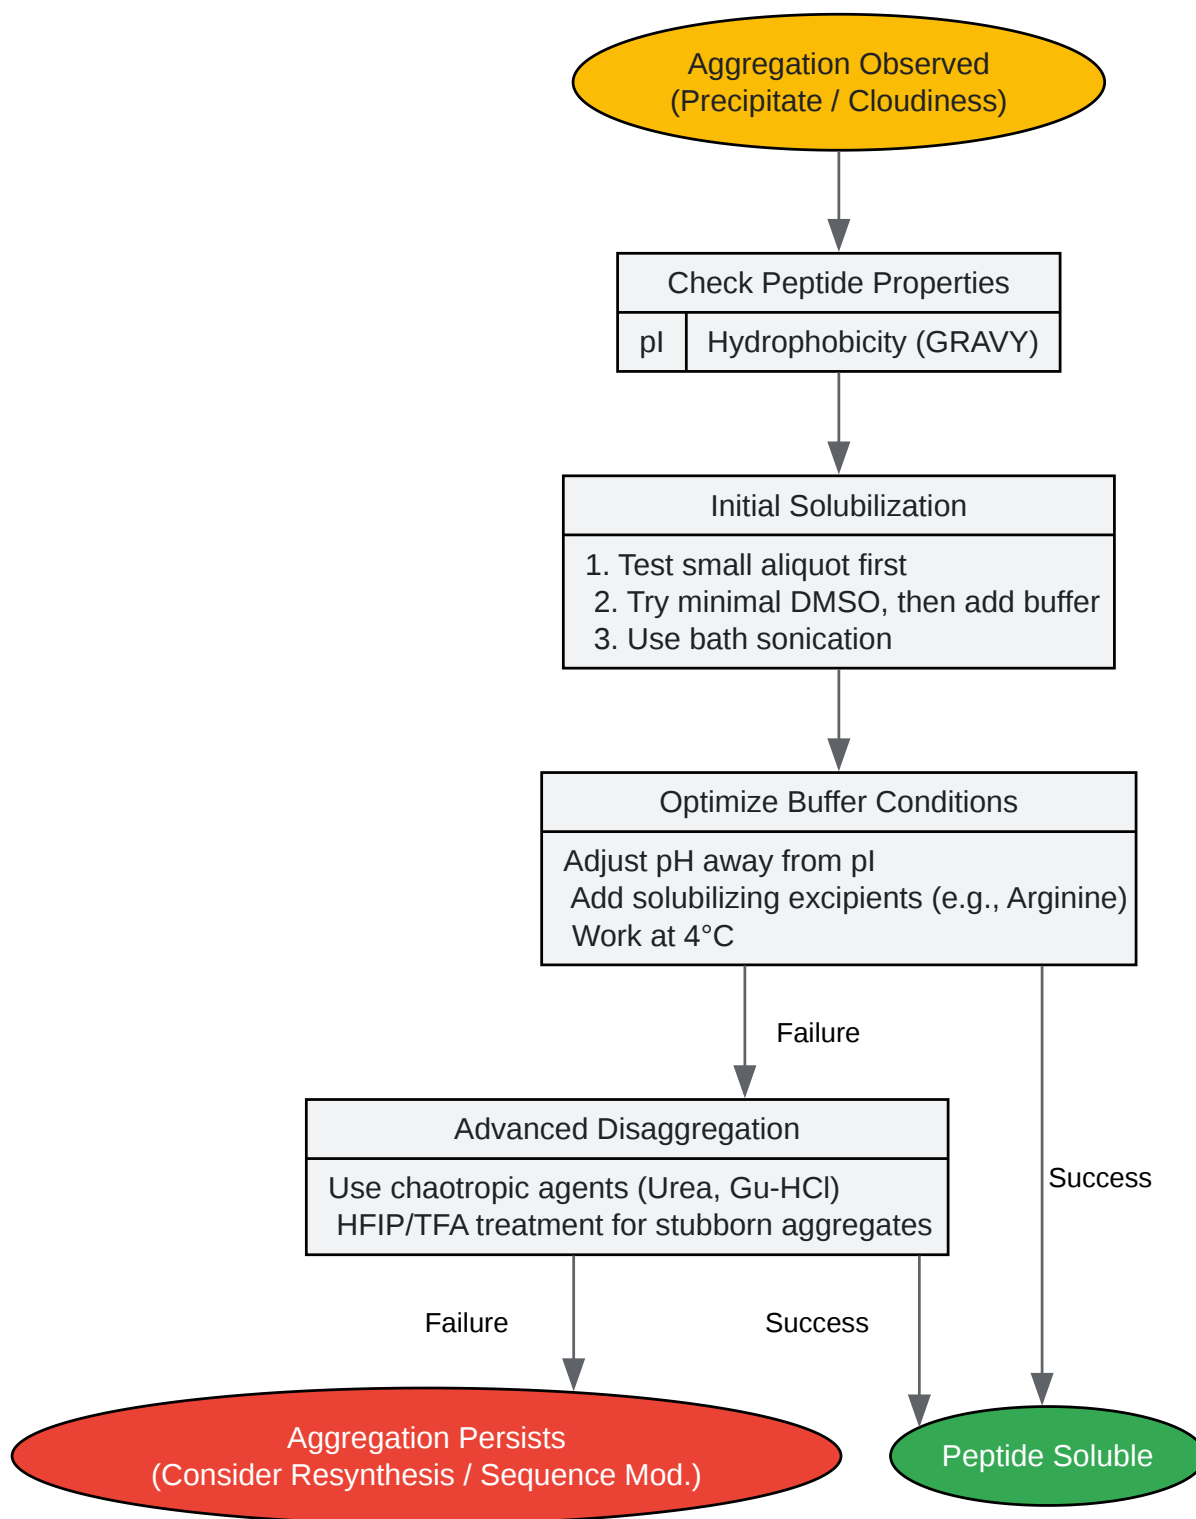 Aggregation Observed
(Precipitate / Cloudiness)
Check Peptide Properties
pI
Hydrophobicity (GRAVY)
Initial Solubilization
1. Test small aliquot first
2. Try minimal DMSO, then add buffer
3. Use bath sonication
Optimize Buffer Conditions
Adjust pH away from pI
Add solubilizing excipients (e.g., Arginine)
Work at 4°C
Failure
Advanced Disaggregation
Use chaotropic agents (Urea, Gu-HCl)
HFIP/TFA treatment for stubborn aggregates
Success
Failure
Success
Aggregation Persists
(Consider Resynthesis / Sequence Mod.)
Peptide Soluble